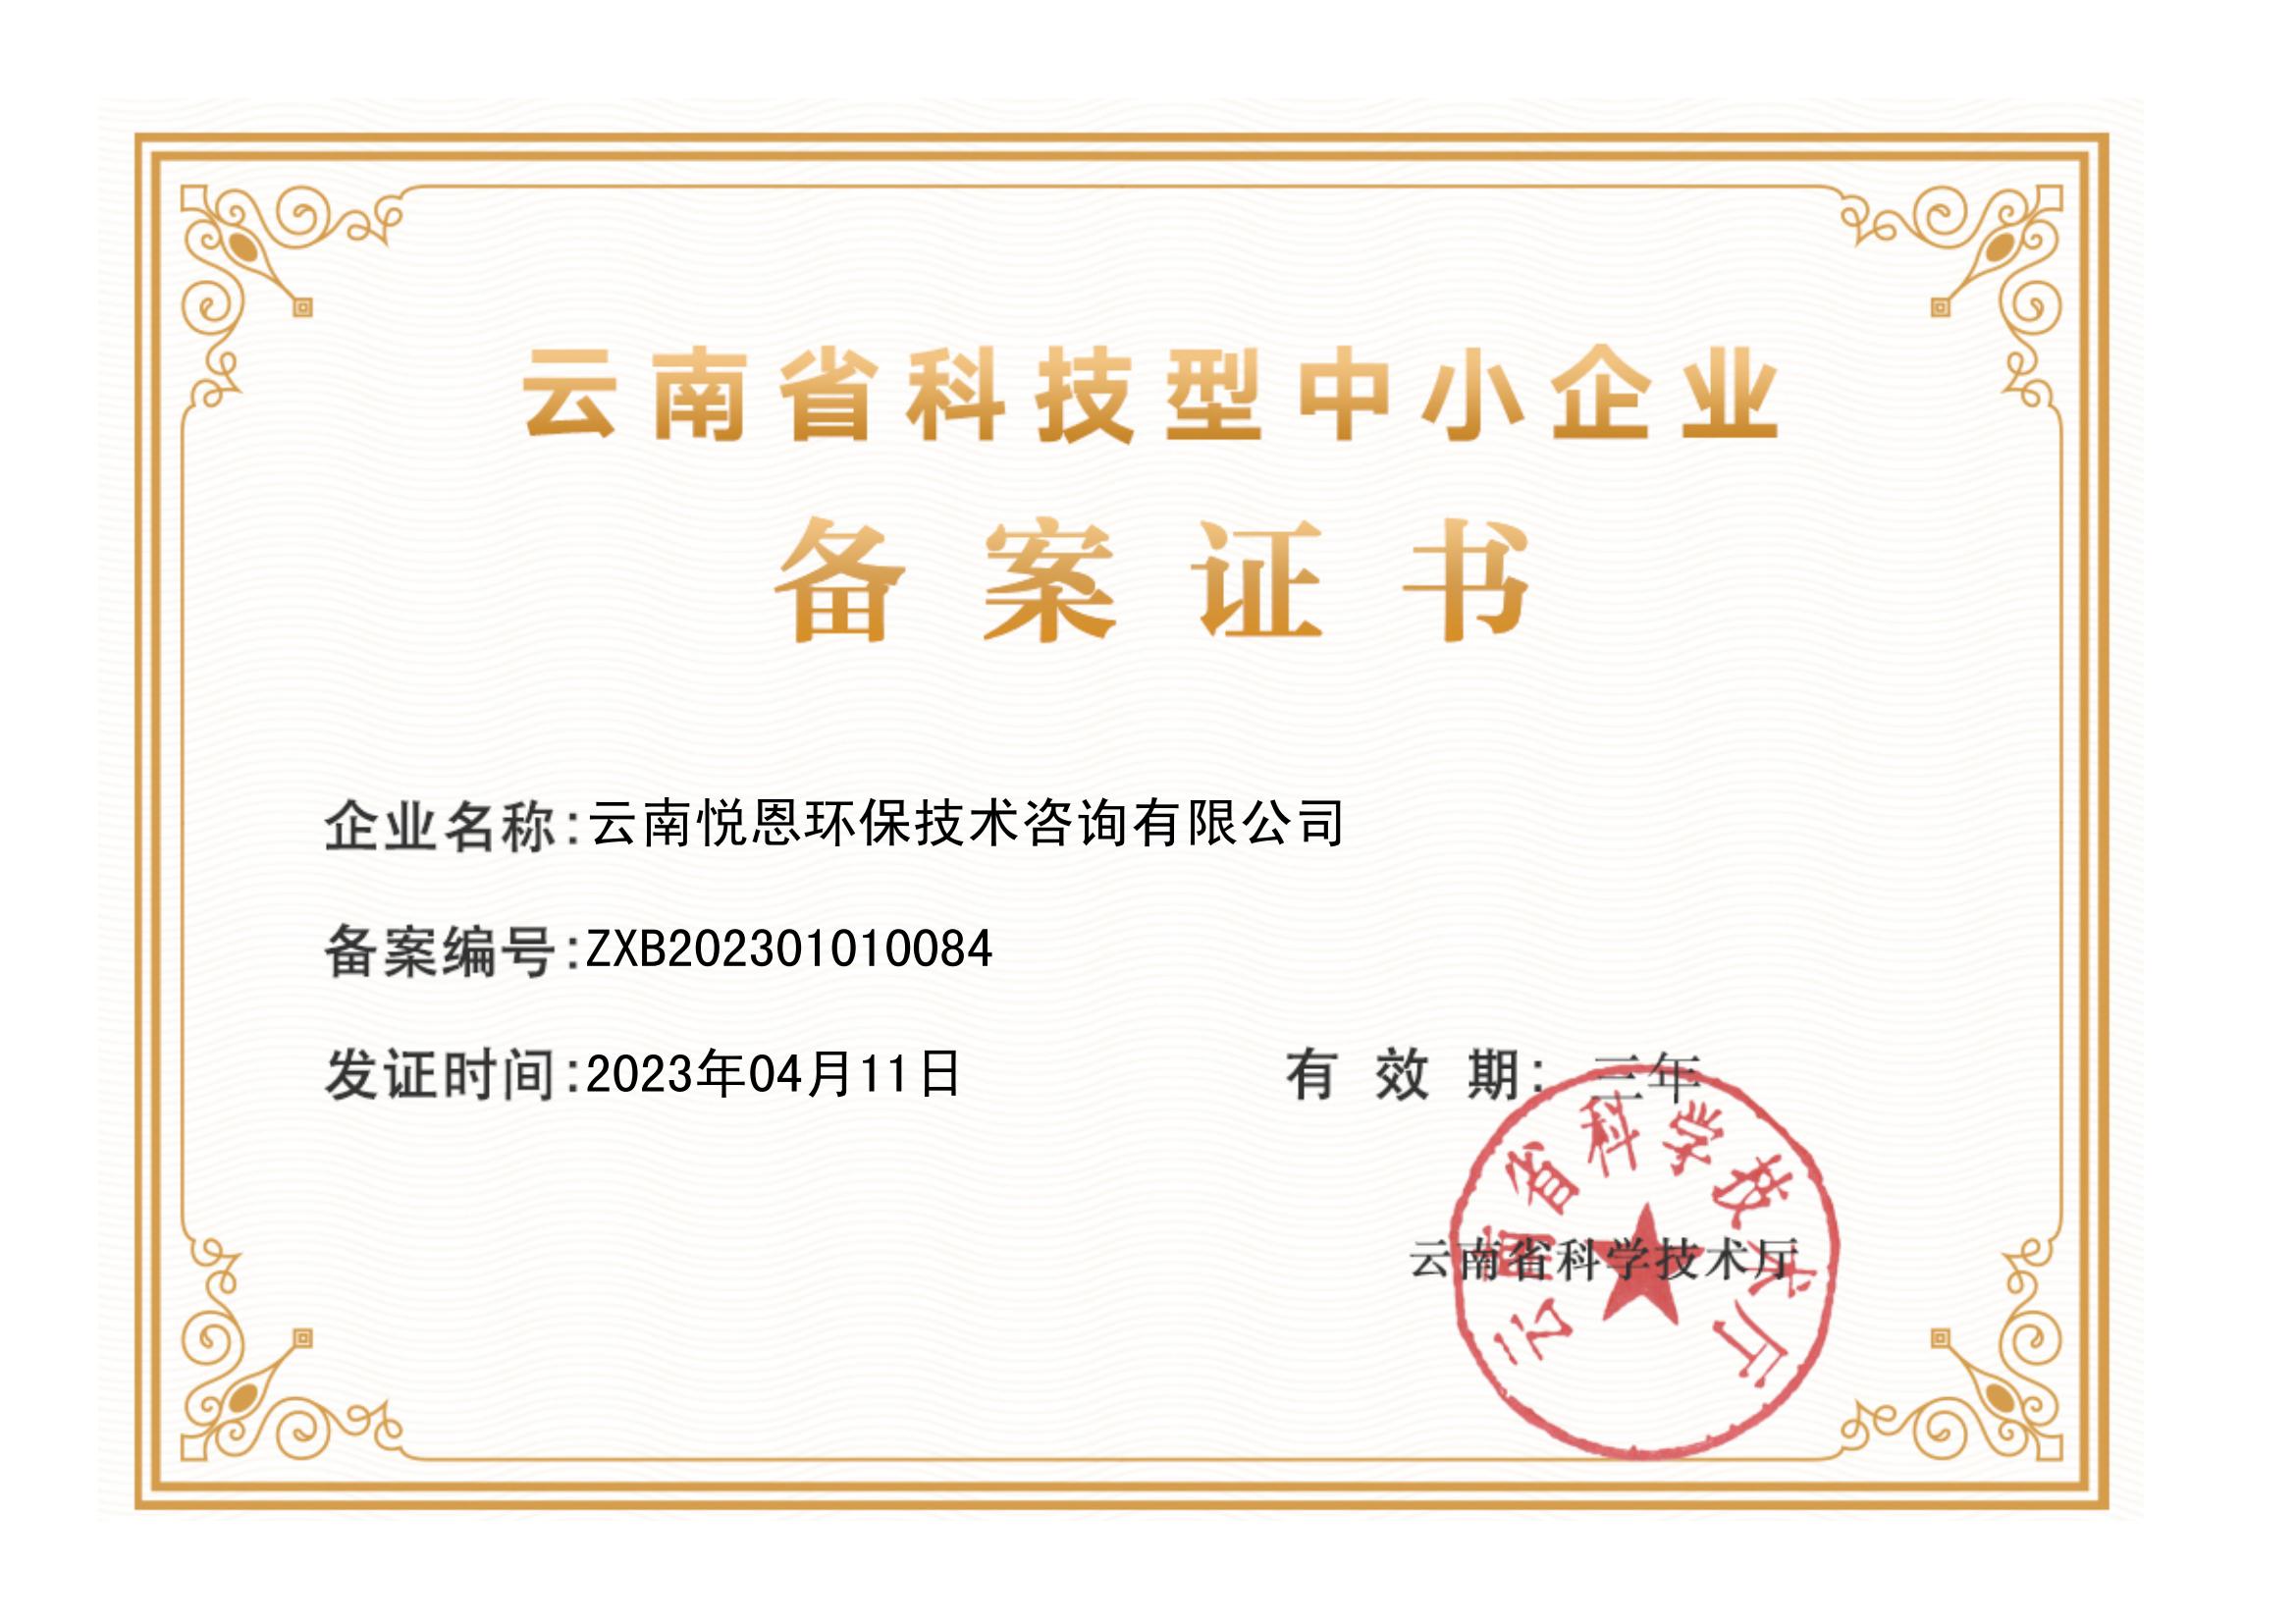 云南省科技型中小企业
备案证书
企业名称:云南悦恩环保技术咨询有限公司
备案编号:ZXB202301010084
发证时间:2023年04月11日 有效期：三年
云南省科学技术厅
云南省科学技术厅